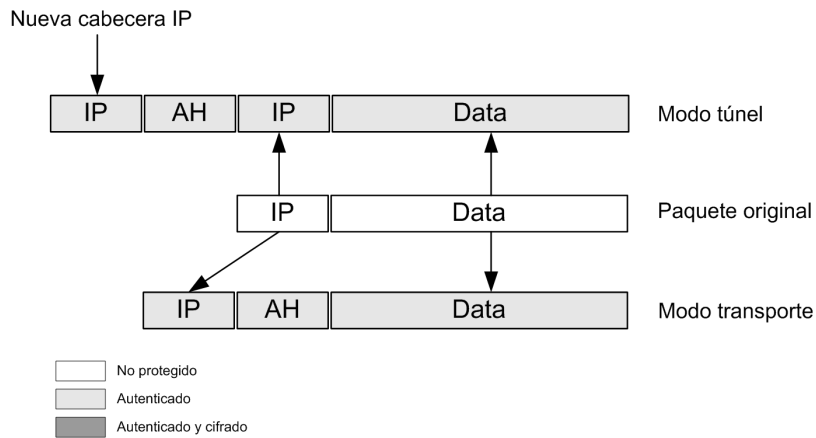 Nueva cabecera IP
IP AH IP Data Modo túnel
IP Data Paquete original
IP AH Data Modo transporte
No protegido
Autenticado
Autenticado y cifrado